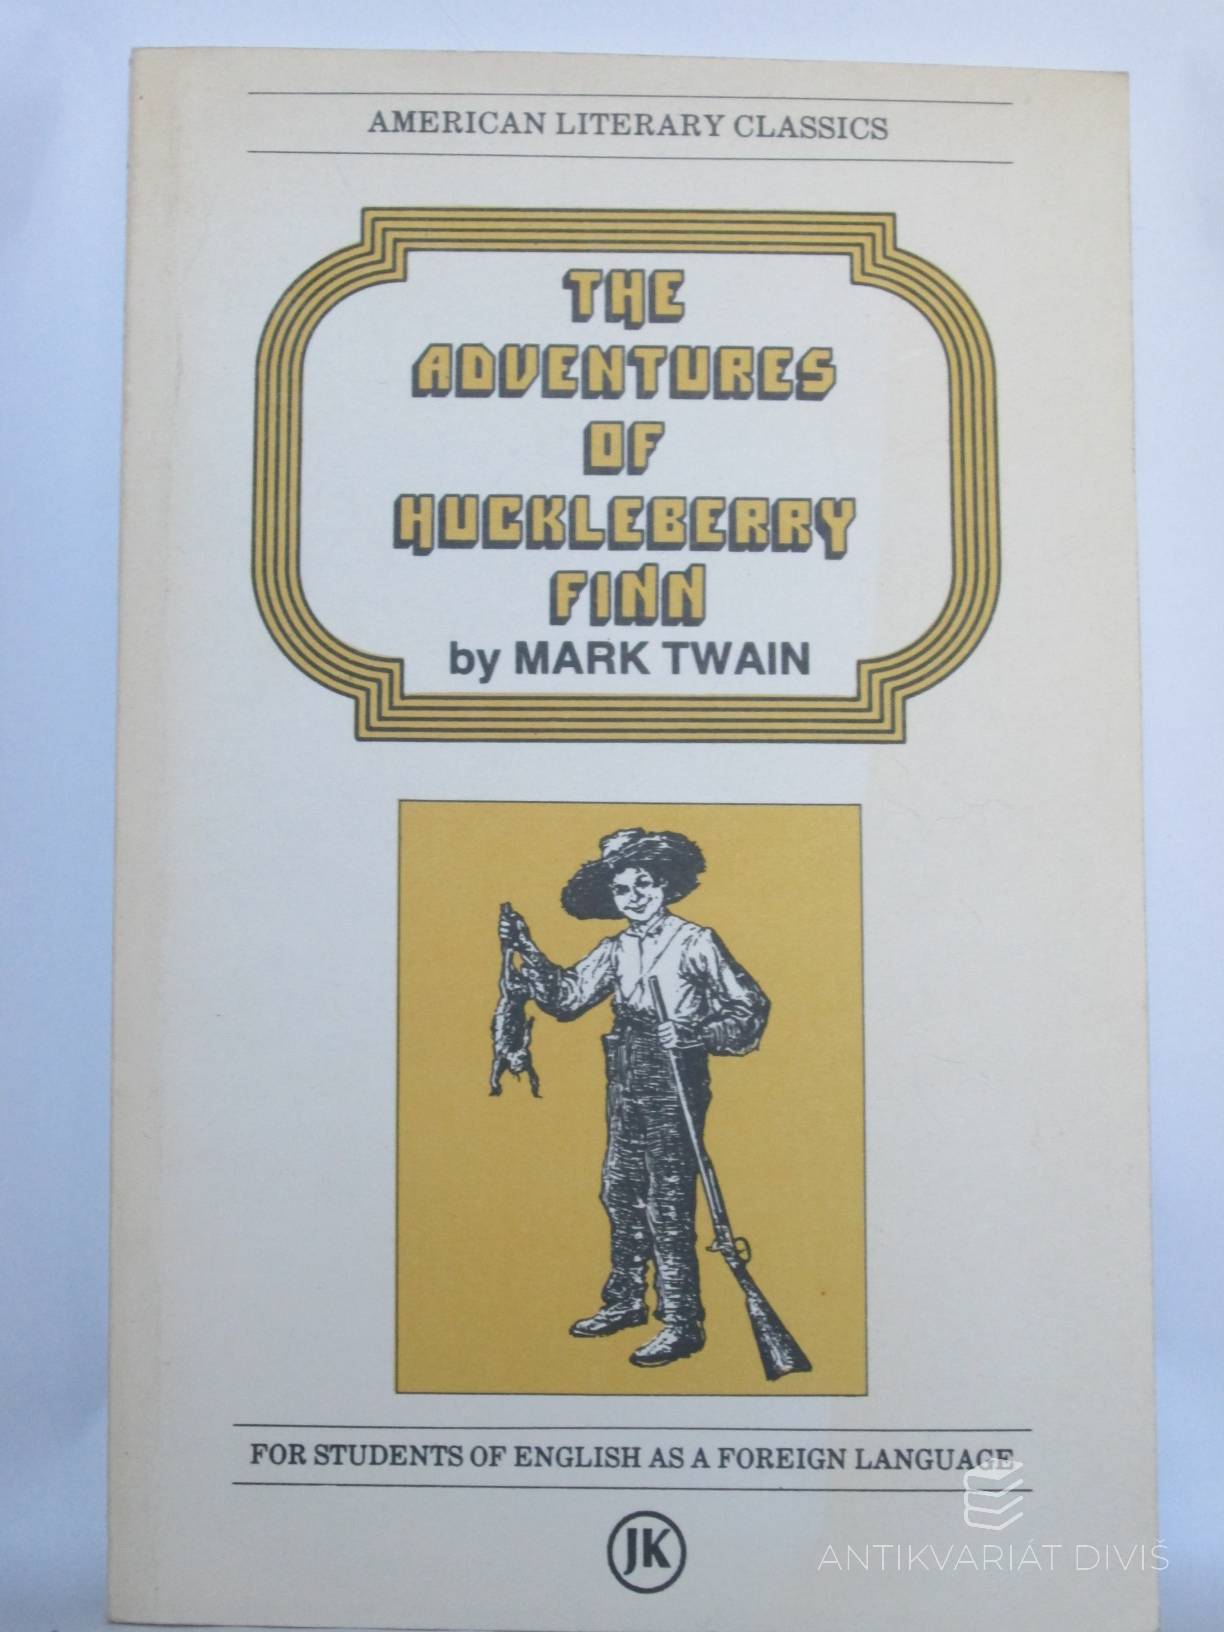 AMERICAN LITERARY CLASSICS
THE
ADVENTURES
OF
HUCKLEBERRY
FINN
by MARK TWAIN
FOR STUDENTS OF ENGLISH AS A FOREIGN LANGUAGE
JK
ANTIKVARIÁT DIVIŠ